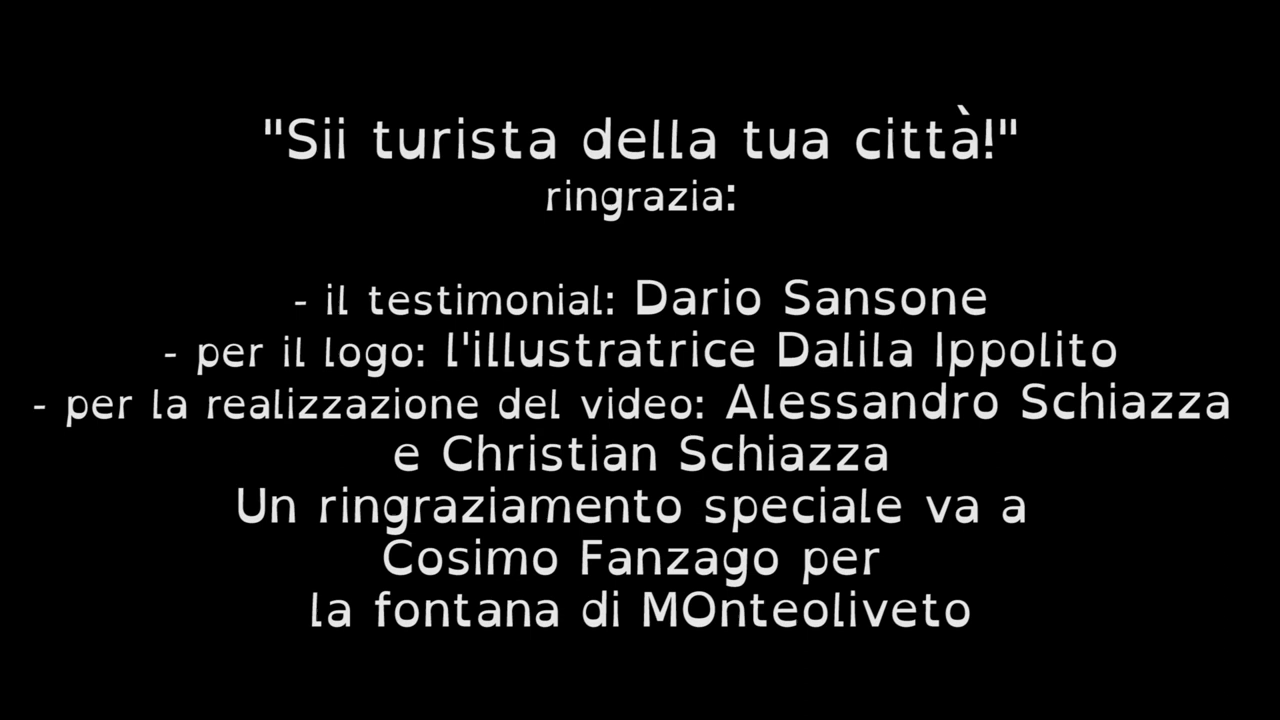 "Sii turista della tua città!"
ringrazia:
- il testimonial: Dario Sansone
- per il logo: l'illustratrice Dalila Ippolito
- per la realizzazione del video: Alessandro Schiazza
e Christian Schiazza
Un ringraziamento speciale va a
Cosimo Fanzago per
la fontana di MOnteoliveto